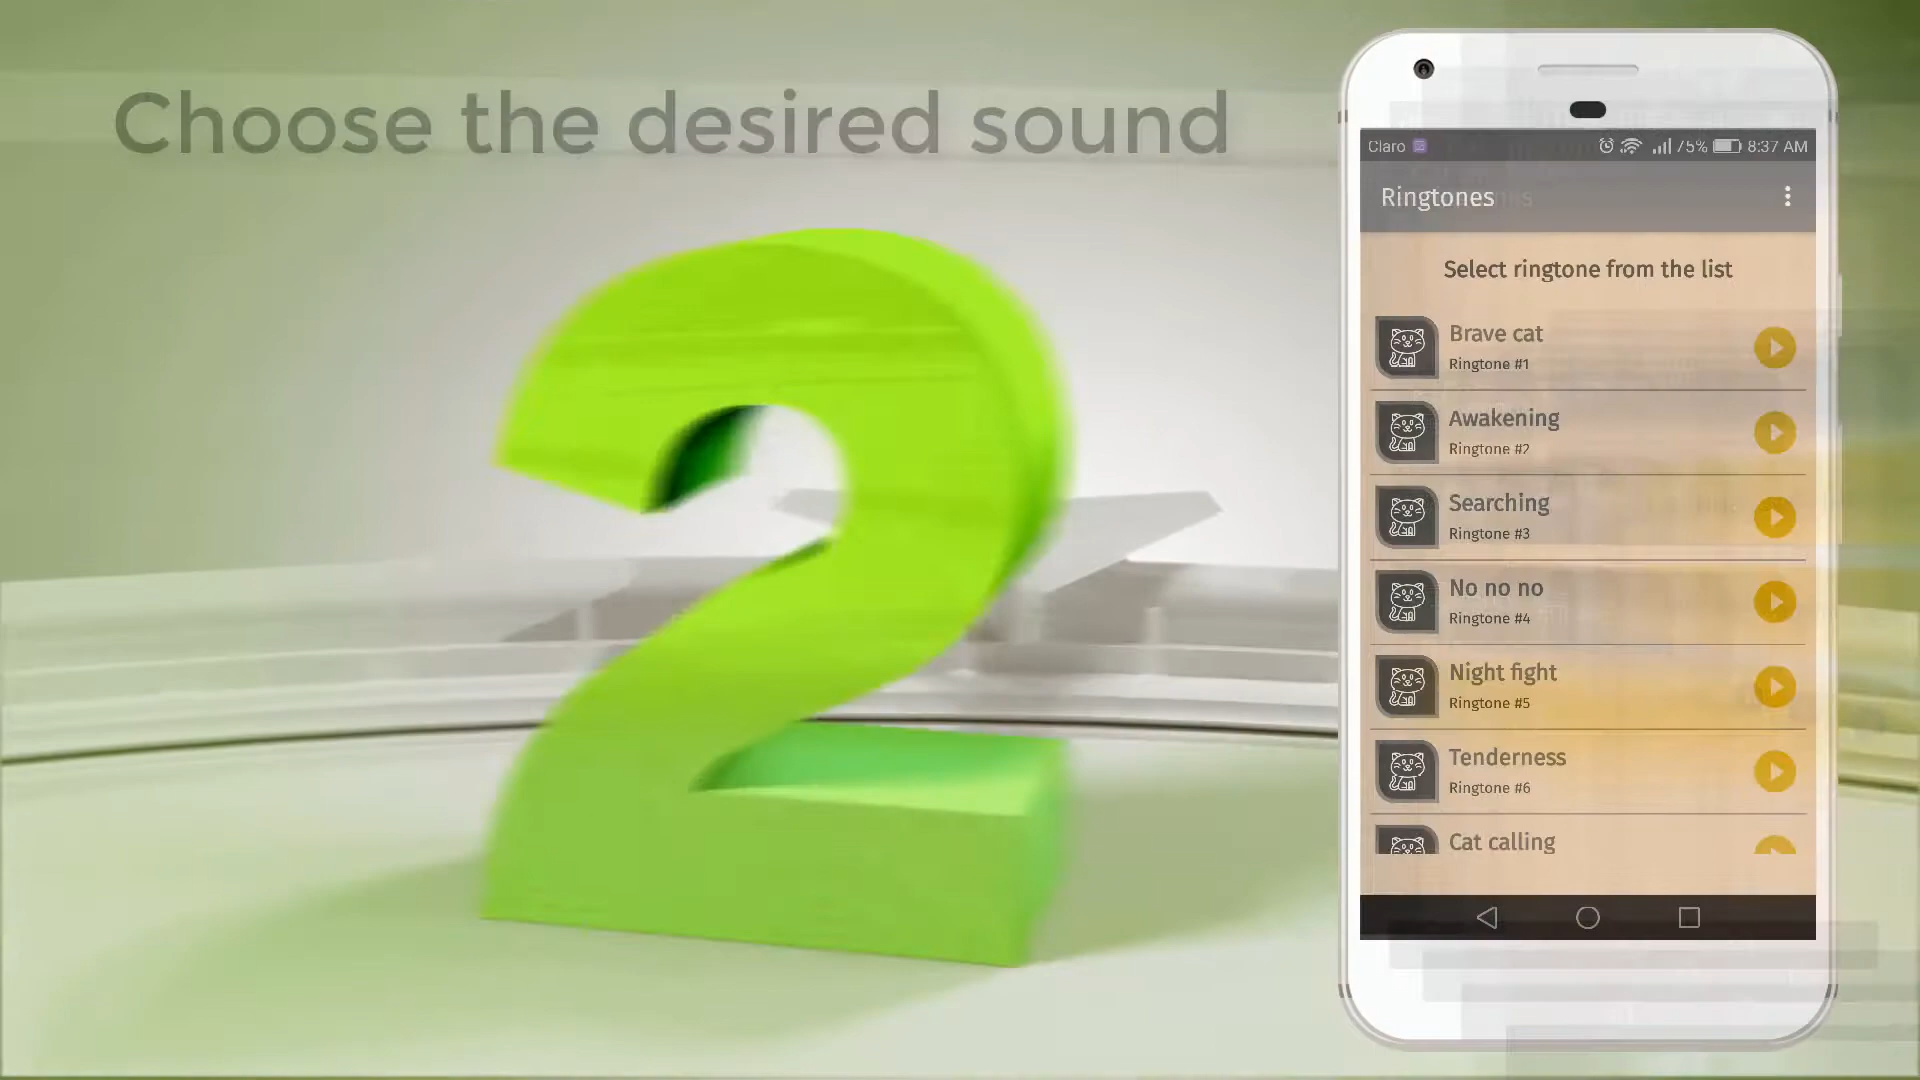 Choose the desired sound
2
Claro 75% 8:37 AM
Ringtones
Select ringtone from the list
Brave cat
Ringtone #1
Awakening
Ringtone #2
Searching
Ringtone #3
No no no
Ringtone #4
Night fight
Ringtone #5
Tenderness
Ringtone #6
Cat calling